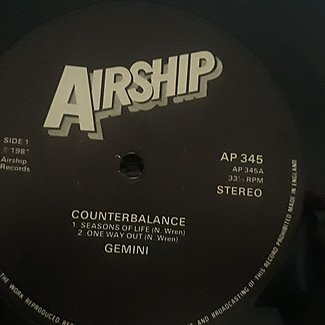 AIRSHIP
SIDE 1
℗ 198
Airship
Records
AP 345
AP 345A
33⅓ RPM
STEREO
COUNTERBALANCE
1 SEASONS OF LIFE (N. Wren)
2 ONE WAY OUT (N. Wren)
GEMINI
THE WORK REPRODUCED
AND BROADCASTING OF THIS RECORD PROHIBITED MADE IN ENGLAND